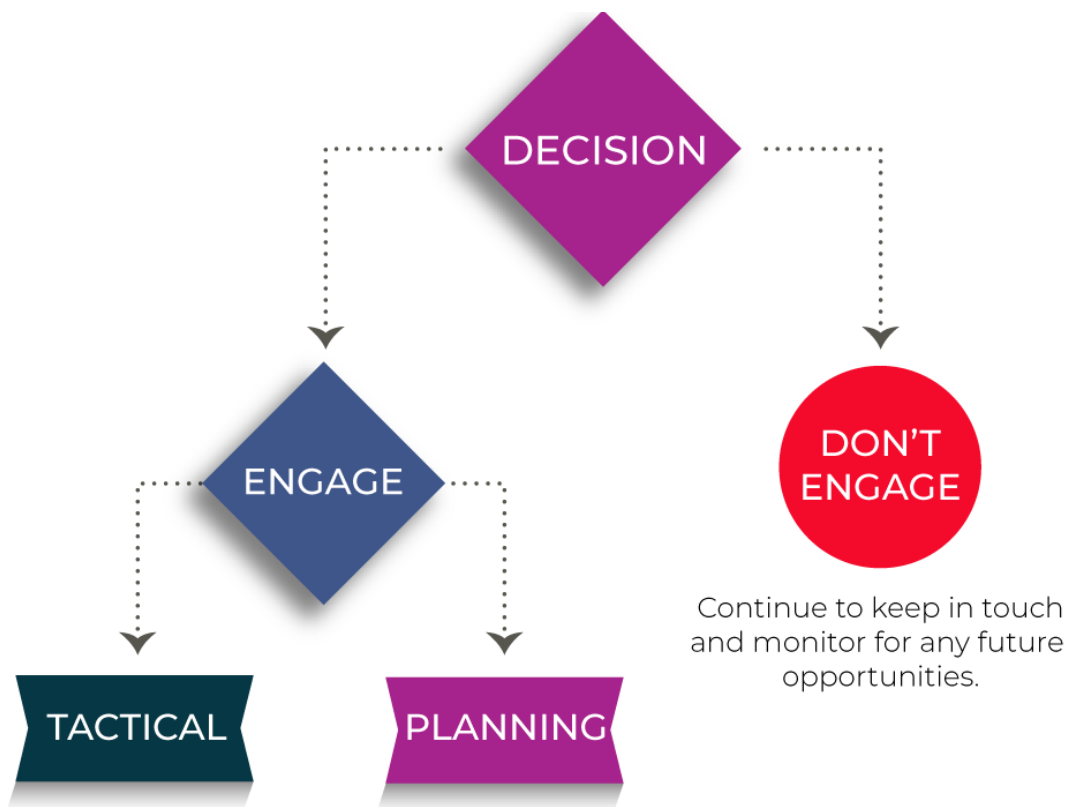 DECISION
ENGAGE
DON'T
ENGAGE
Continue to keep in touch
and monitor for any future
opportunities.
TACTICAL
PLANNING